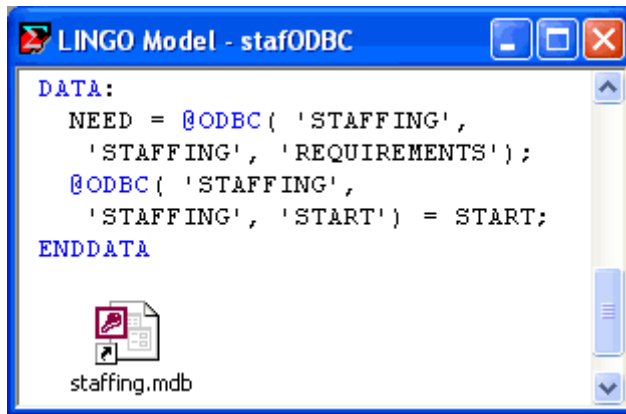 LINGO Model - stafODBC
DATA:
NEED = @ODBC( 'STAFFING',
'STAFFING', 'REQUIREMENTS');
@ODBC( 'STAFFING',
'STAFFING', 'START') = START;
ENDDATA
staffing.mdb